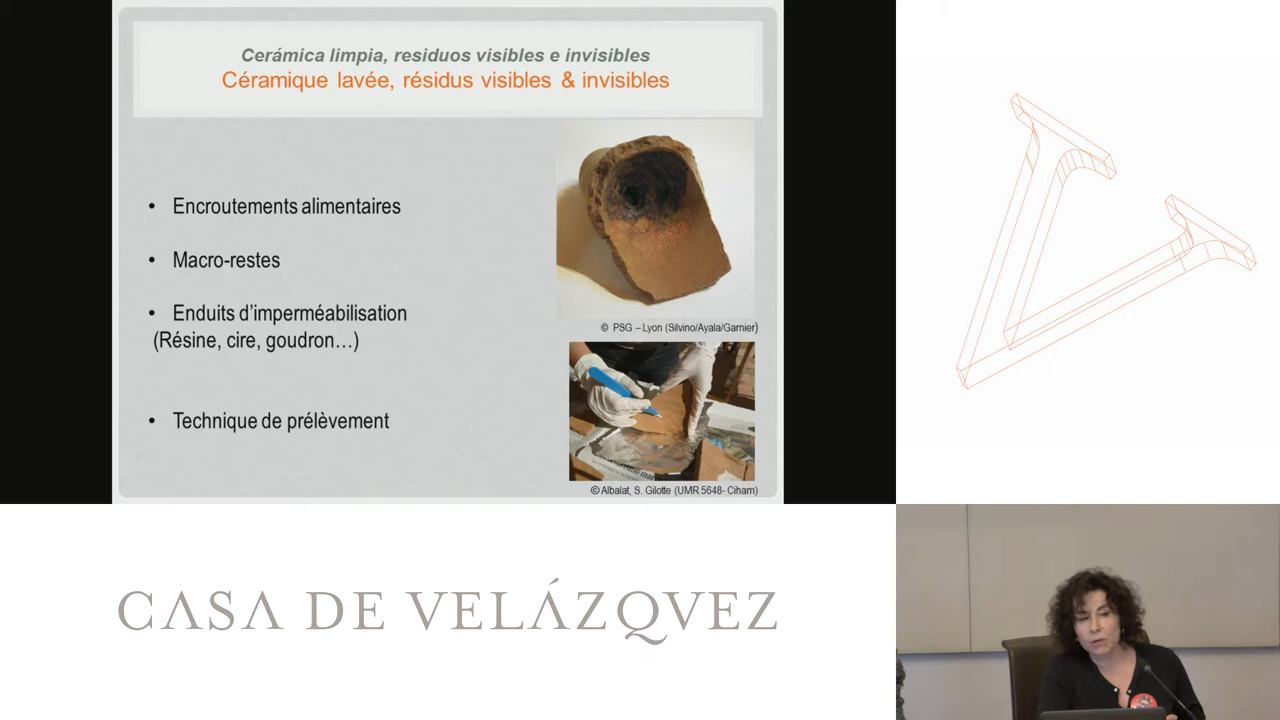 Cerámica limpia, residuos visibles e invisibles
Céramique lavée, résidus visibles & invisibles
• Encroutements alimentaires
• Macro-restes
• Enduits d’imperméabilisation
(Résine, cire, goudron…)
• Technique de prélèvement
© PSG – Lyon (Silvino/Ayala/Garnier)
© Albalat, S. Gilotte (UMR 5648- Ciham)
CASA DE VELÁZQVEZ